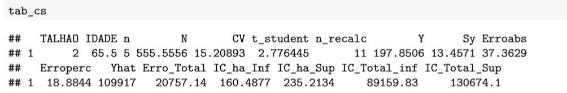 tab_cs
## TALHAO IDADE n N CV t_student n_recalc Y Sy Erroabs
## 1 2 65.5 5 555.5556 15.20893 2.776445 11 197.8506 13.4571 37.3629
## Erroperc Yhat Erro_Total IC_ha_Inf IC_ha_Sup IC_Total_inf IC_Total_Sup
## 1 18.8844 109917 20757.14 160.4877 235.2134 89159.83 130674.1